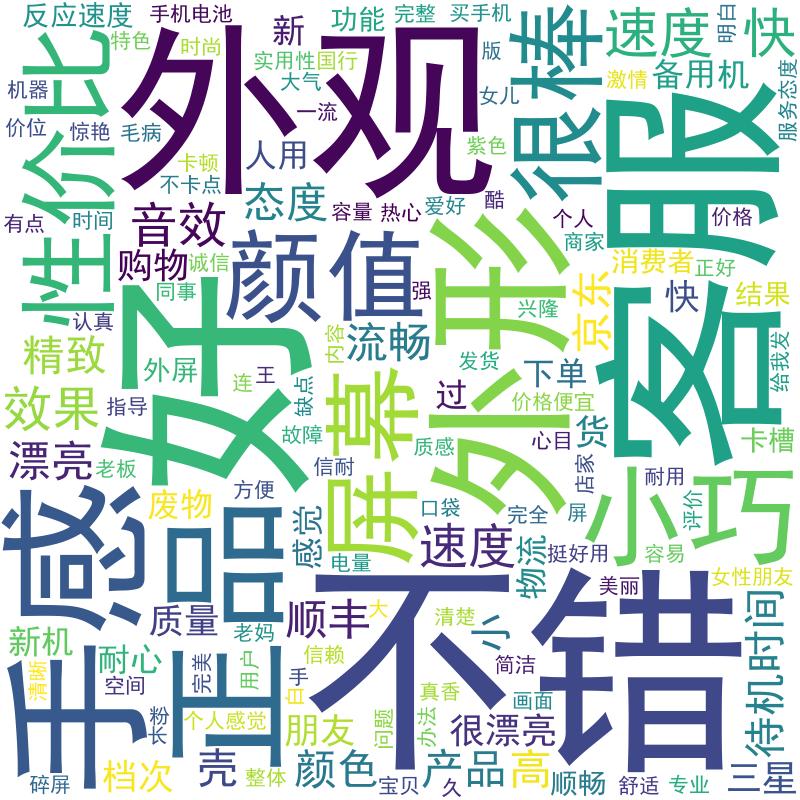 反应速度
手机电池
功能
完整
买手机
明白
特色
时尚
新
版
速度
快
外观
很棒
实用性
国行
大气
激情
备用机
机器
性价比
女儿
服务态度
价位
惊艳
毛病
一流
紫色
卡顿
人用
不卡点
客服
有点
时间
态度
容量
热心
爱好
酷
个人
价格
音效
商家
购物
诚信
颜值
外形
消费者
正好
认真
同事
强
京东
快
结果
好
兴隆
给我发
精致
外屏
流畅
内容
发货
下单
连
王
缺点
过
价格便宜
效果
指导
屏幕
货
故障
质感
心目
卡槽
漂亮
老板
信耐
店家
耐用
手感
废物
方便
正品
感觉
口袋
完全
屏
小巧
评价
速度
物流
电量
挺好用
容易
质量
顺丰
不错
美丽
女性朋友
大
清楚
小
待机时间
新机
老妈
耐心
完美
用户
信赖
简洁
清晰
空间
手
白
真香
画面
长粉
个人感觉
朋友
问题
办法
很漂亮
碎屏
档次
壳
整体
颜色
宝贝
产品
久
高
顺畅
舒适
专业
三星